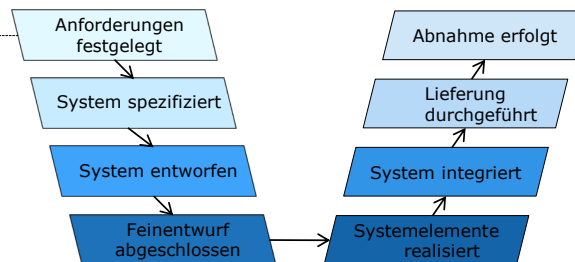 Anforderungen
festgelegt
System spezifiziert
System entworfen
Feinentwurf
abgeschlossen
Systemelemente
realisiert
System integriert
Lieferung
durchgeführt
Abnahme erfolgt